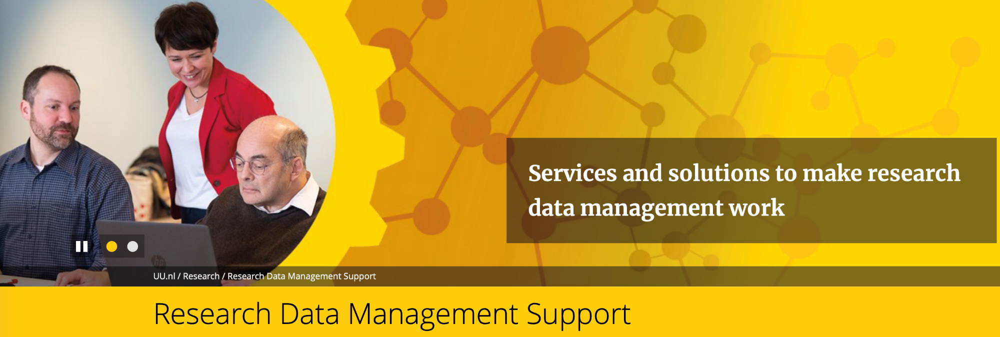 Services and solutions to make research
data management work
hp
UU.nl / Research / Research Data Management Support
Research Data Management Support